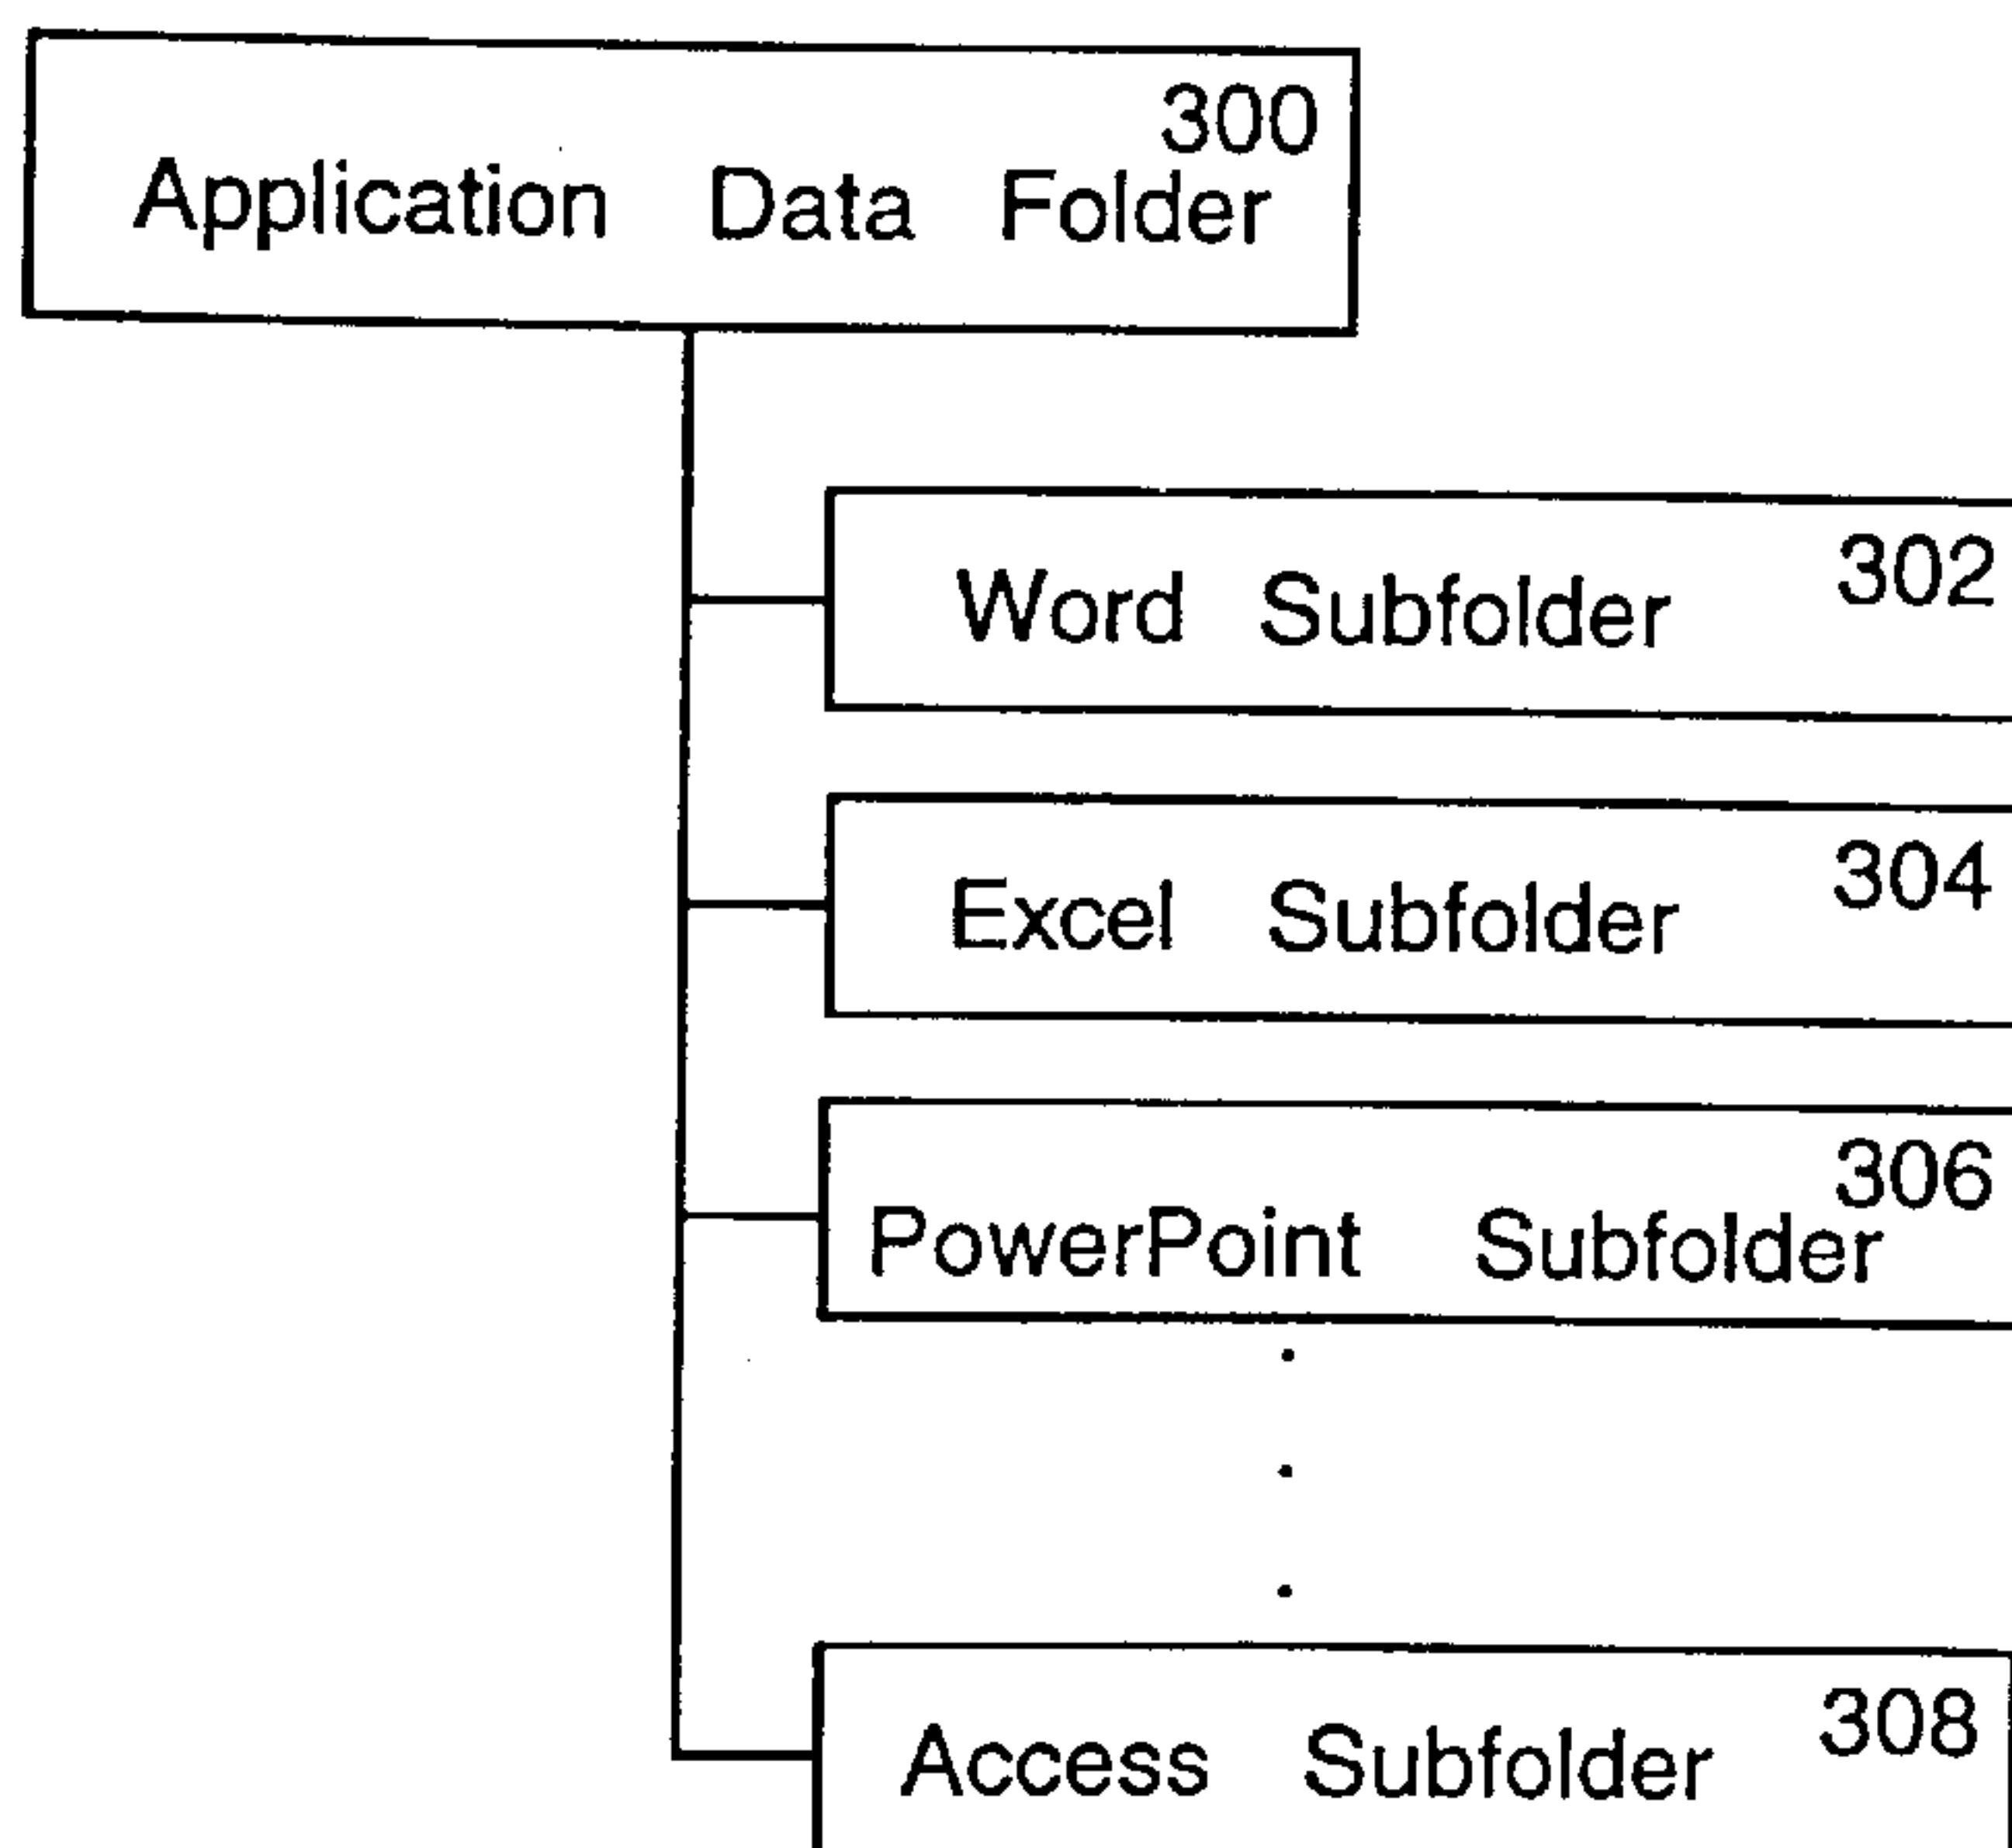 300
Application Data Folder
302
Word Subfolder
304
Excel Subfolder
306
PowerPoint Subfolder
308
Access Subfolder